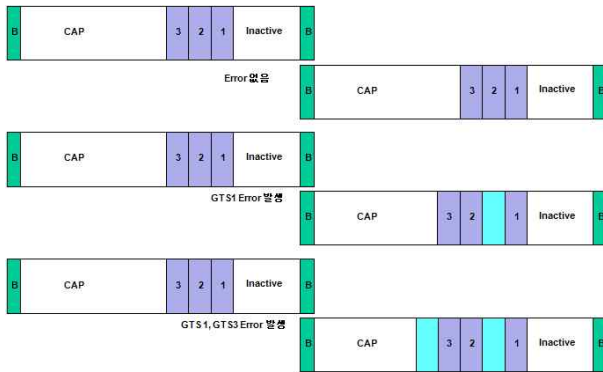 B CAP 3 2 1 Inactive B
Error 없음
B CAP 3 2 1 Inactive B
B CAP 3 2 1 Inactive B
GTS1 Error 발생
B CAP 3 2 1 Inactive B
B CAP 3 2 1 Inactive B
GTS1, GTS3 Error 발생
B CAP 3 2 1 Inactive B